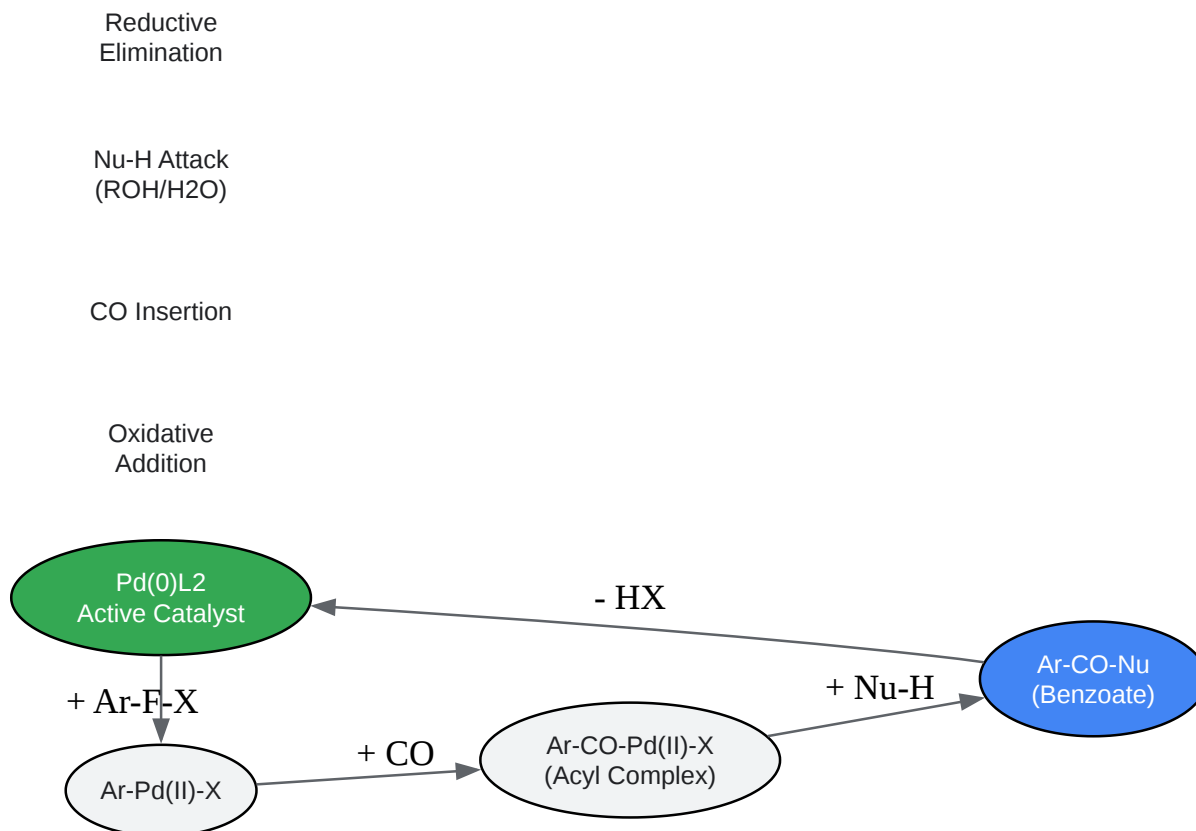 Reductive
Elimination
Nu-H Attack
(ROH/H2O)
CO Insertion
Oxidative
Addition
Pd(0)L2
Active Catalyst
- HX
Ar-CO-Nu
(Benzoate)
+ Ar-F-X
+ Nu-H
+ CO
Ar-CO-Pd(II)-X
(Acyl Complex)
Ar-Pd(II)-X